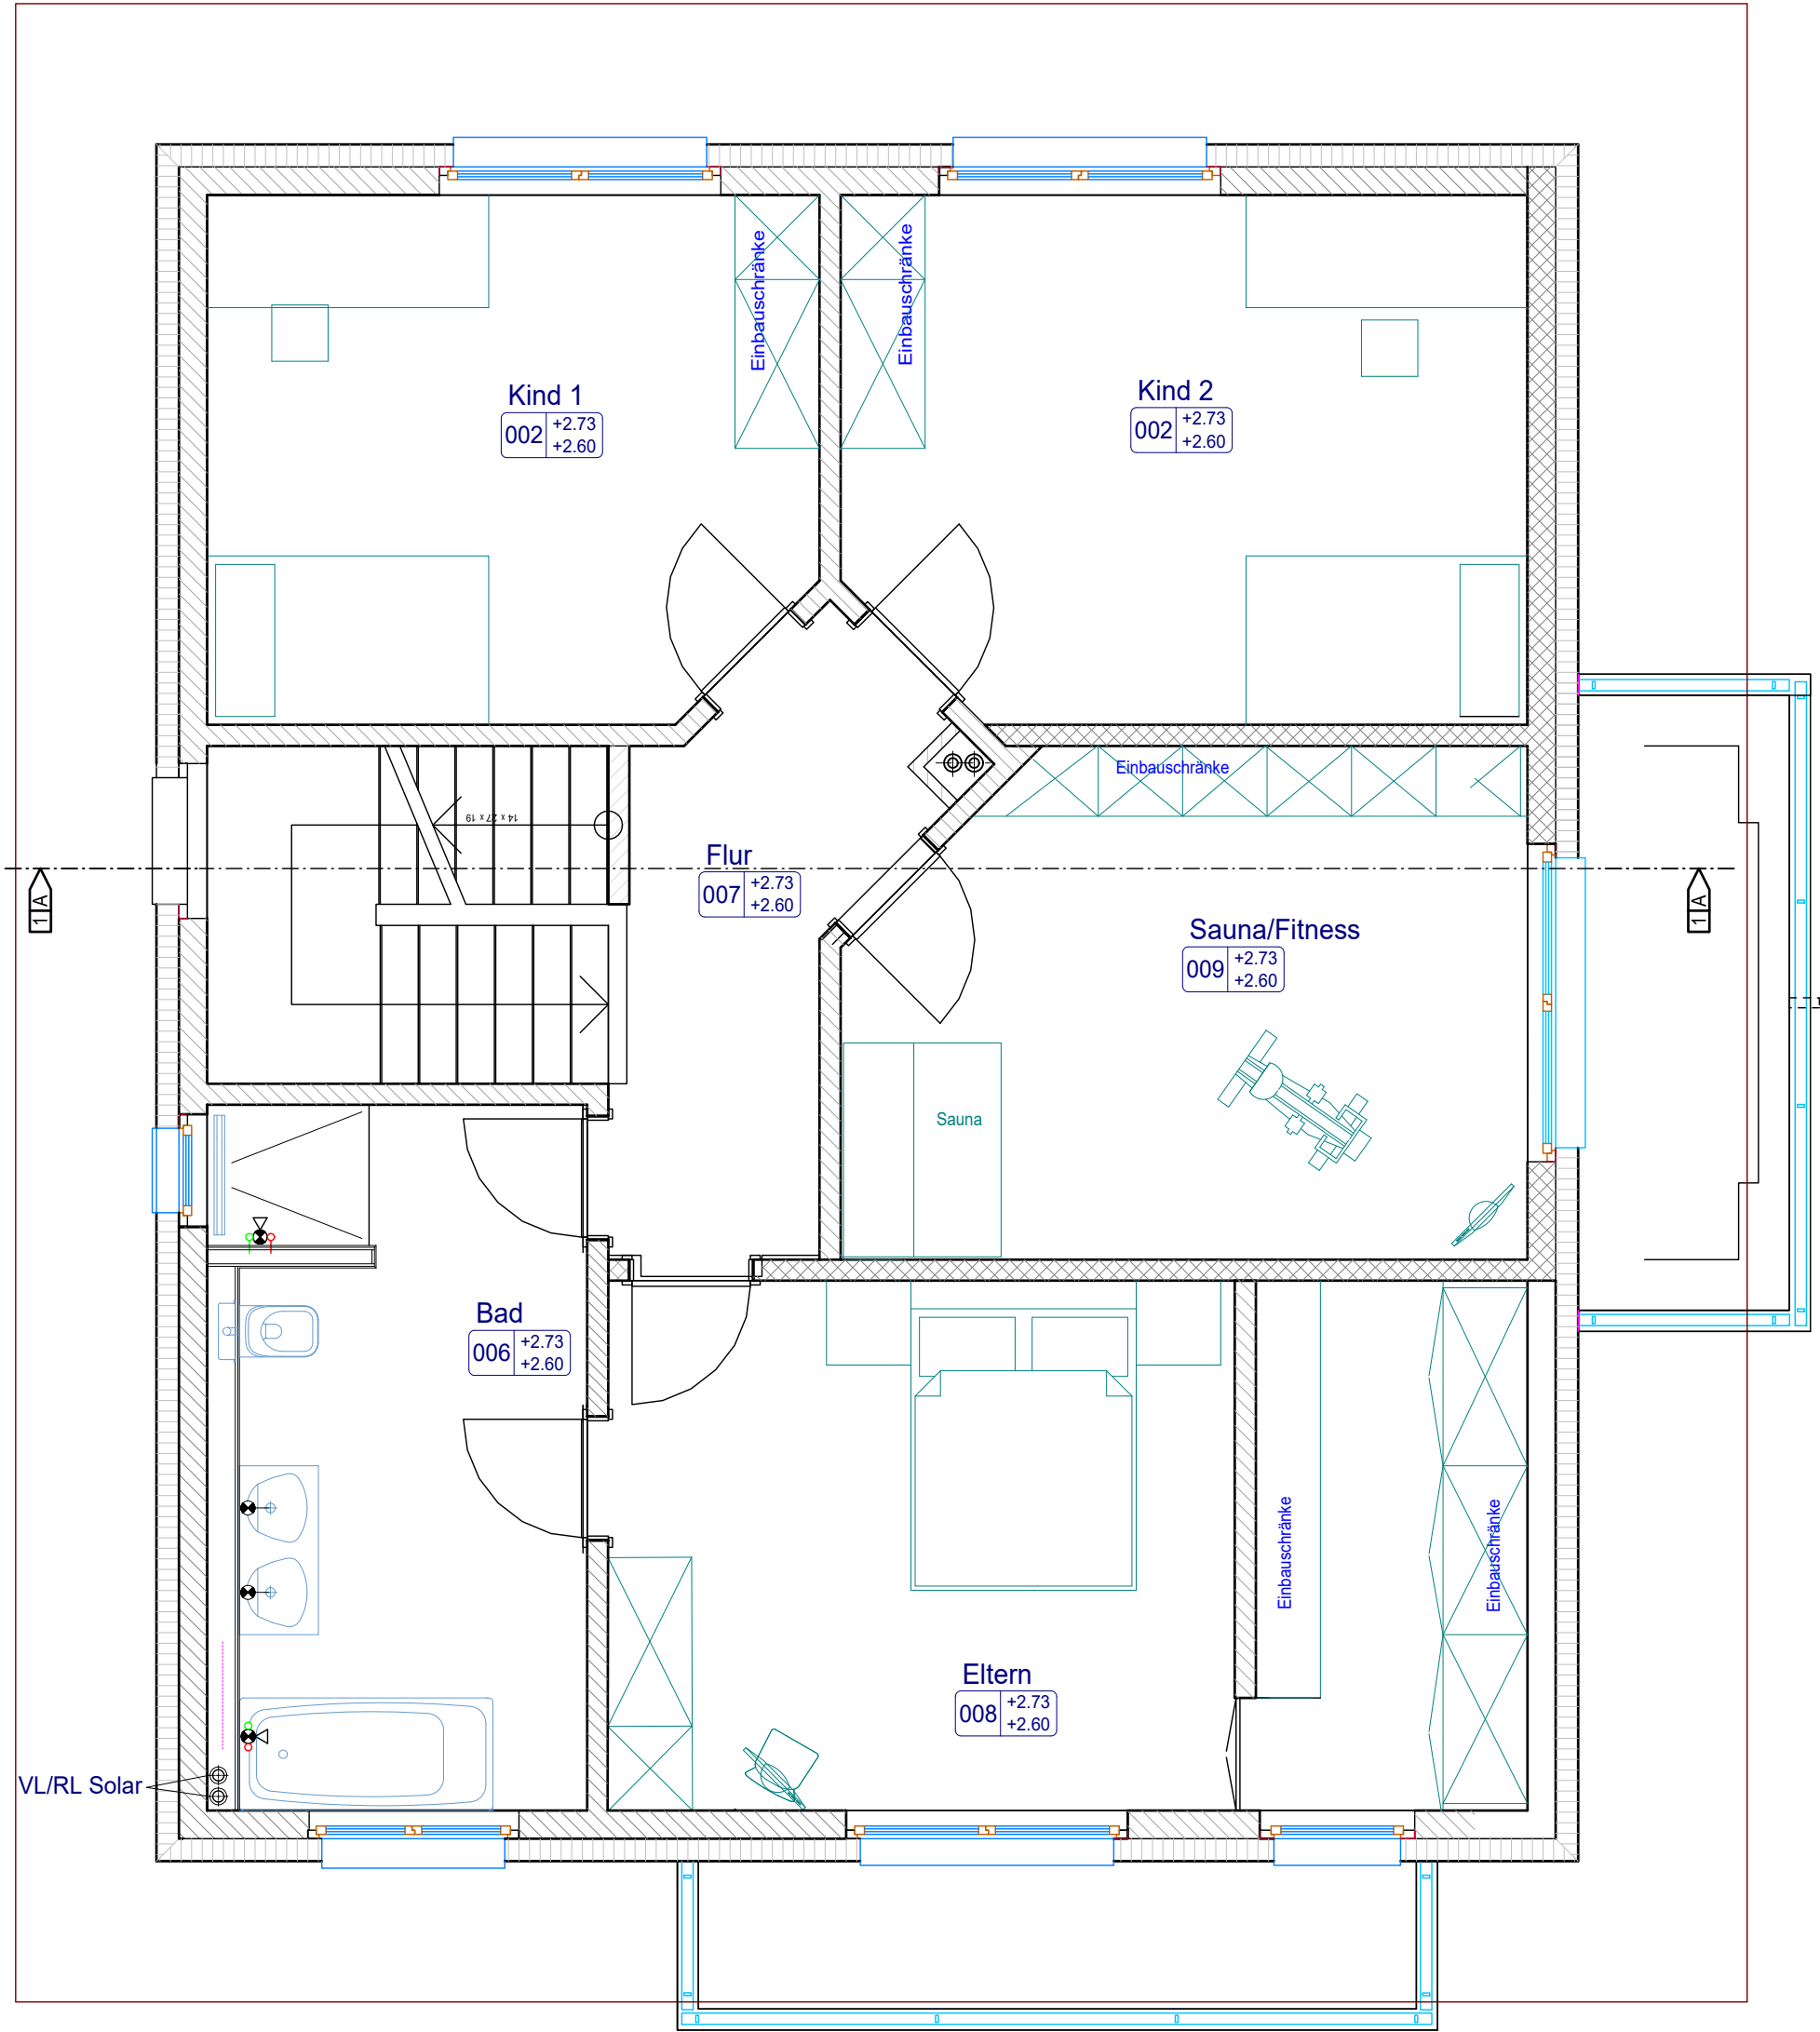 Einbauschränke
Einbauschränke
Kind 1
002 +2.73
+2.60
Kind 2
002 +2.73
+2.60
Einbauschränke
14 x 27 x 19
Flur
007 +2.73
+2.60
1 A
1 A
Sauna/Fitness
009 +2.73
+2.60
Sauna
Bad
006 +2.73
+2.60
Einbauschränke
Einbauschränke
Eltern
008 +2.73
+2.60
VL/RL Solar